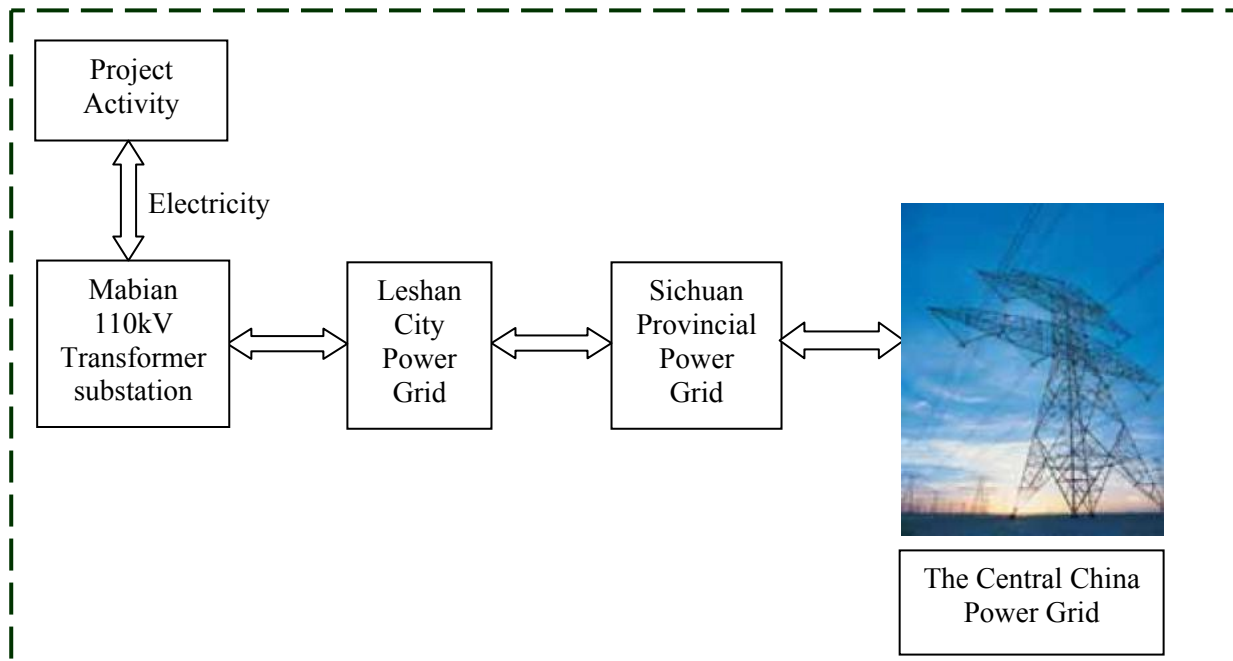 Project
Activity
Electricity
Mabian
110kV
Transformer
substation
Leshan
City
Power
Grid
Sichuan
Provincial
Power
Grid
The Central China
Power Grid